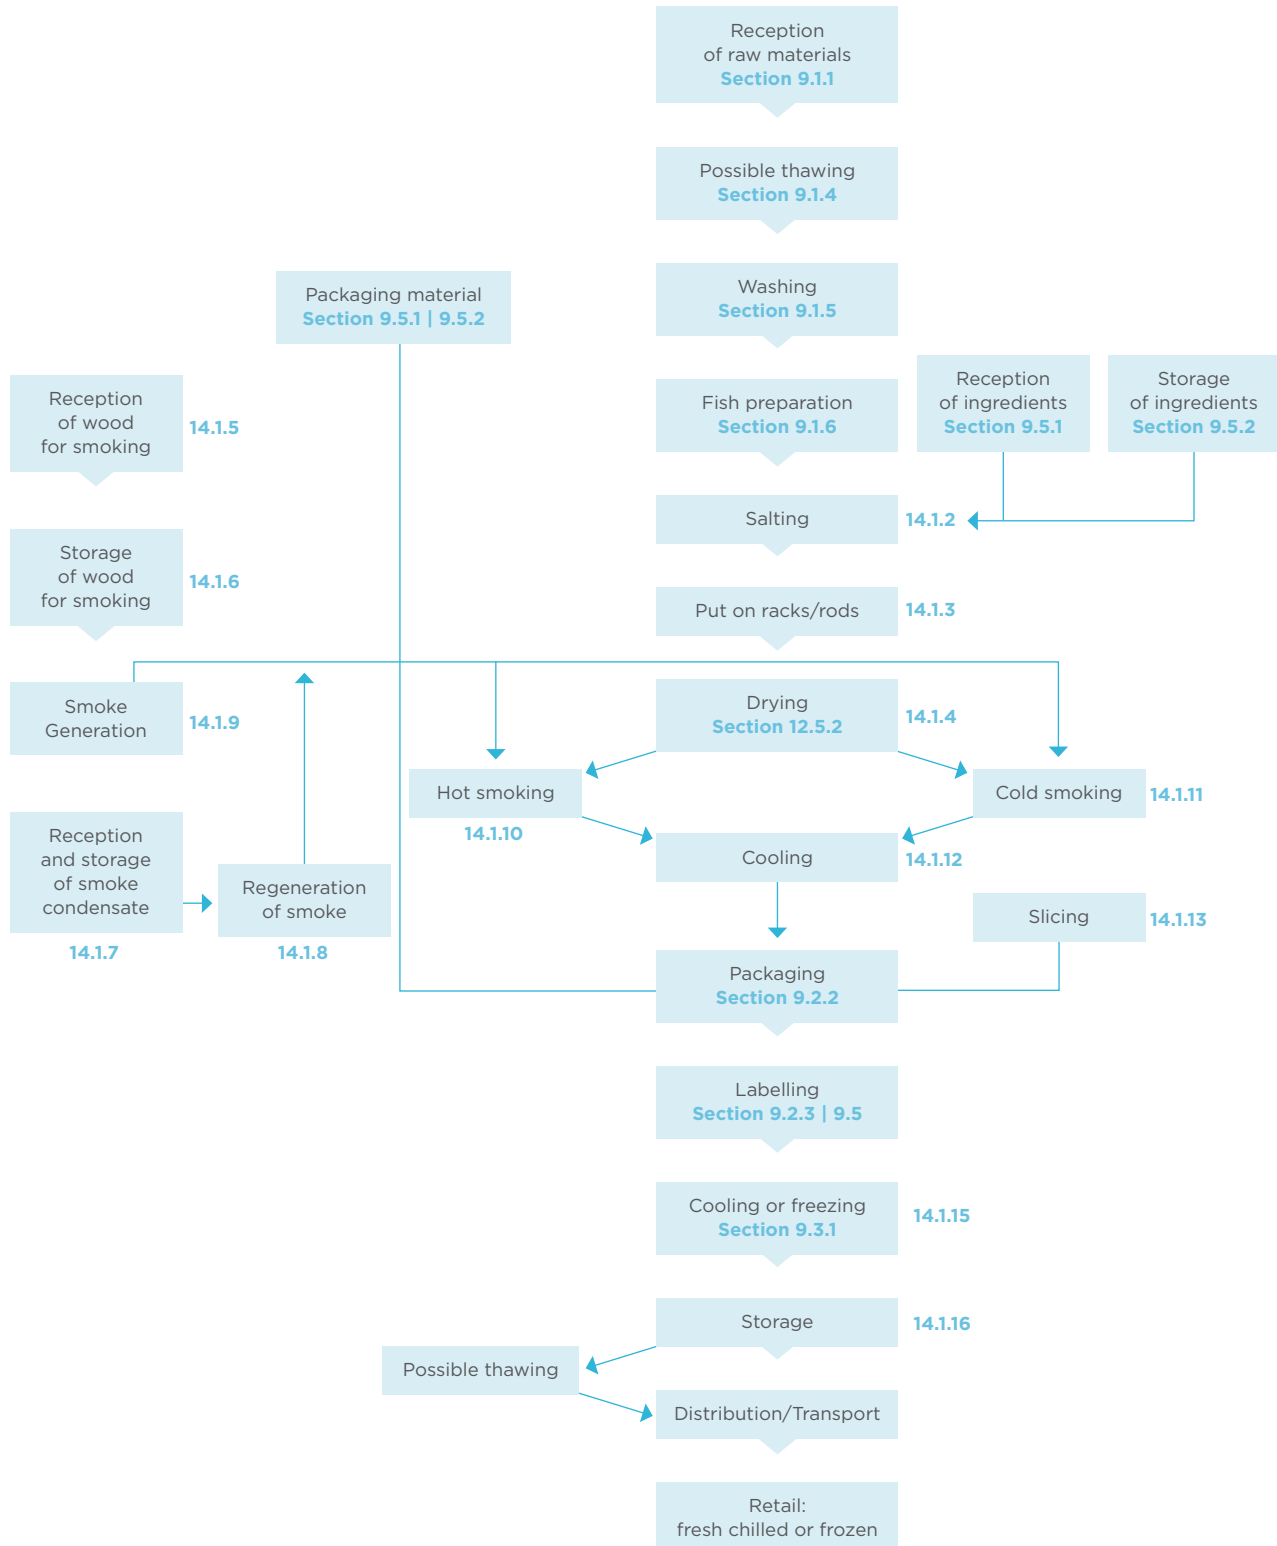 Reception
of raw materials
Section 9.1.1
Possible thawing
Section 9.1.4
Washing
Section 9.1.5
Packaging material
Section 9.5.1 | 9.5.2
Fish preparation
Section 9.1.6
Reception
of ingredients
Section 9.5.1
Storage
of ingredients
Section 9.5.2
Reception
of wood
for smoking
14.1.5
Salting
14.1.2
Storage
of wood
for smoking
14.1.6
Put on racks/rods
14.1.3
Smoke
Generation
14.1.9
Drying
Section 12.5.2
14.1.4
Hot smoking
14.1.10
Cold smoking
14.1.11
Reception
and storage
of smoke
condensate
14.1.7
Regeneration
of smoke
14.1.8
Cooling
14.1.12
Slicing
14.1.13
Packaging
Section 9.2.2
Labelling
Section 9.2.3 | 9.5
Cooling or freezing
Section 9.3.1
14.1.15
Storage
14.1.16
Possible thawing
Distribution/Transport
Retail:
fresh chilled or frozen